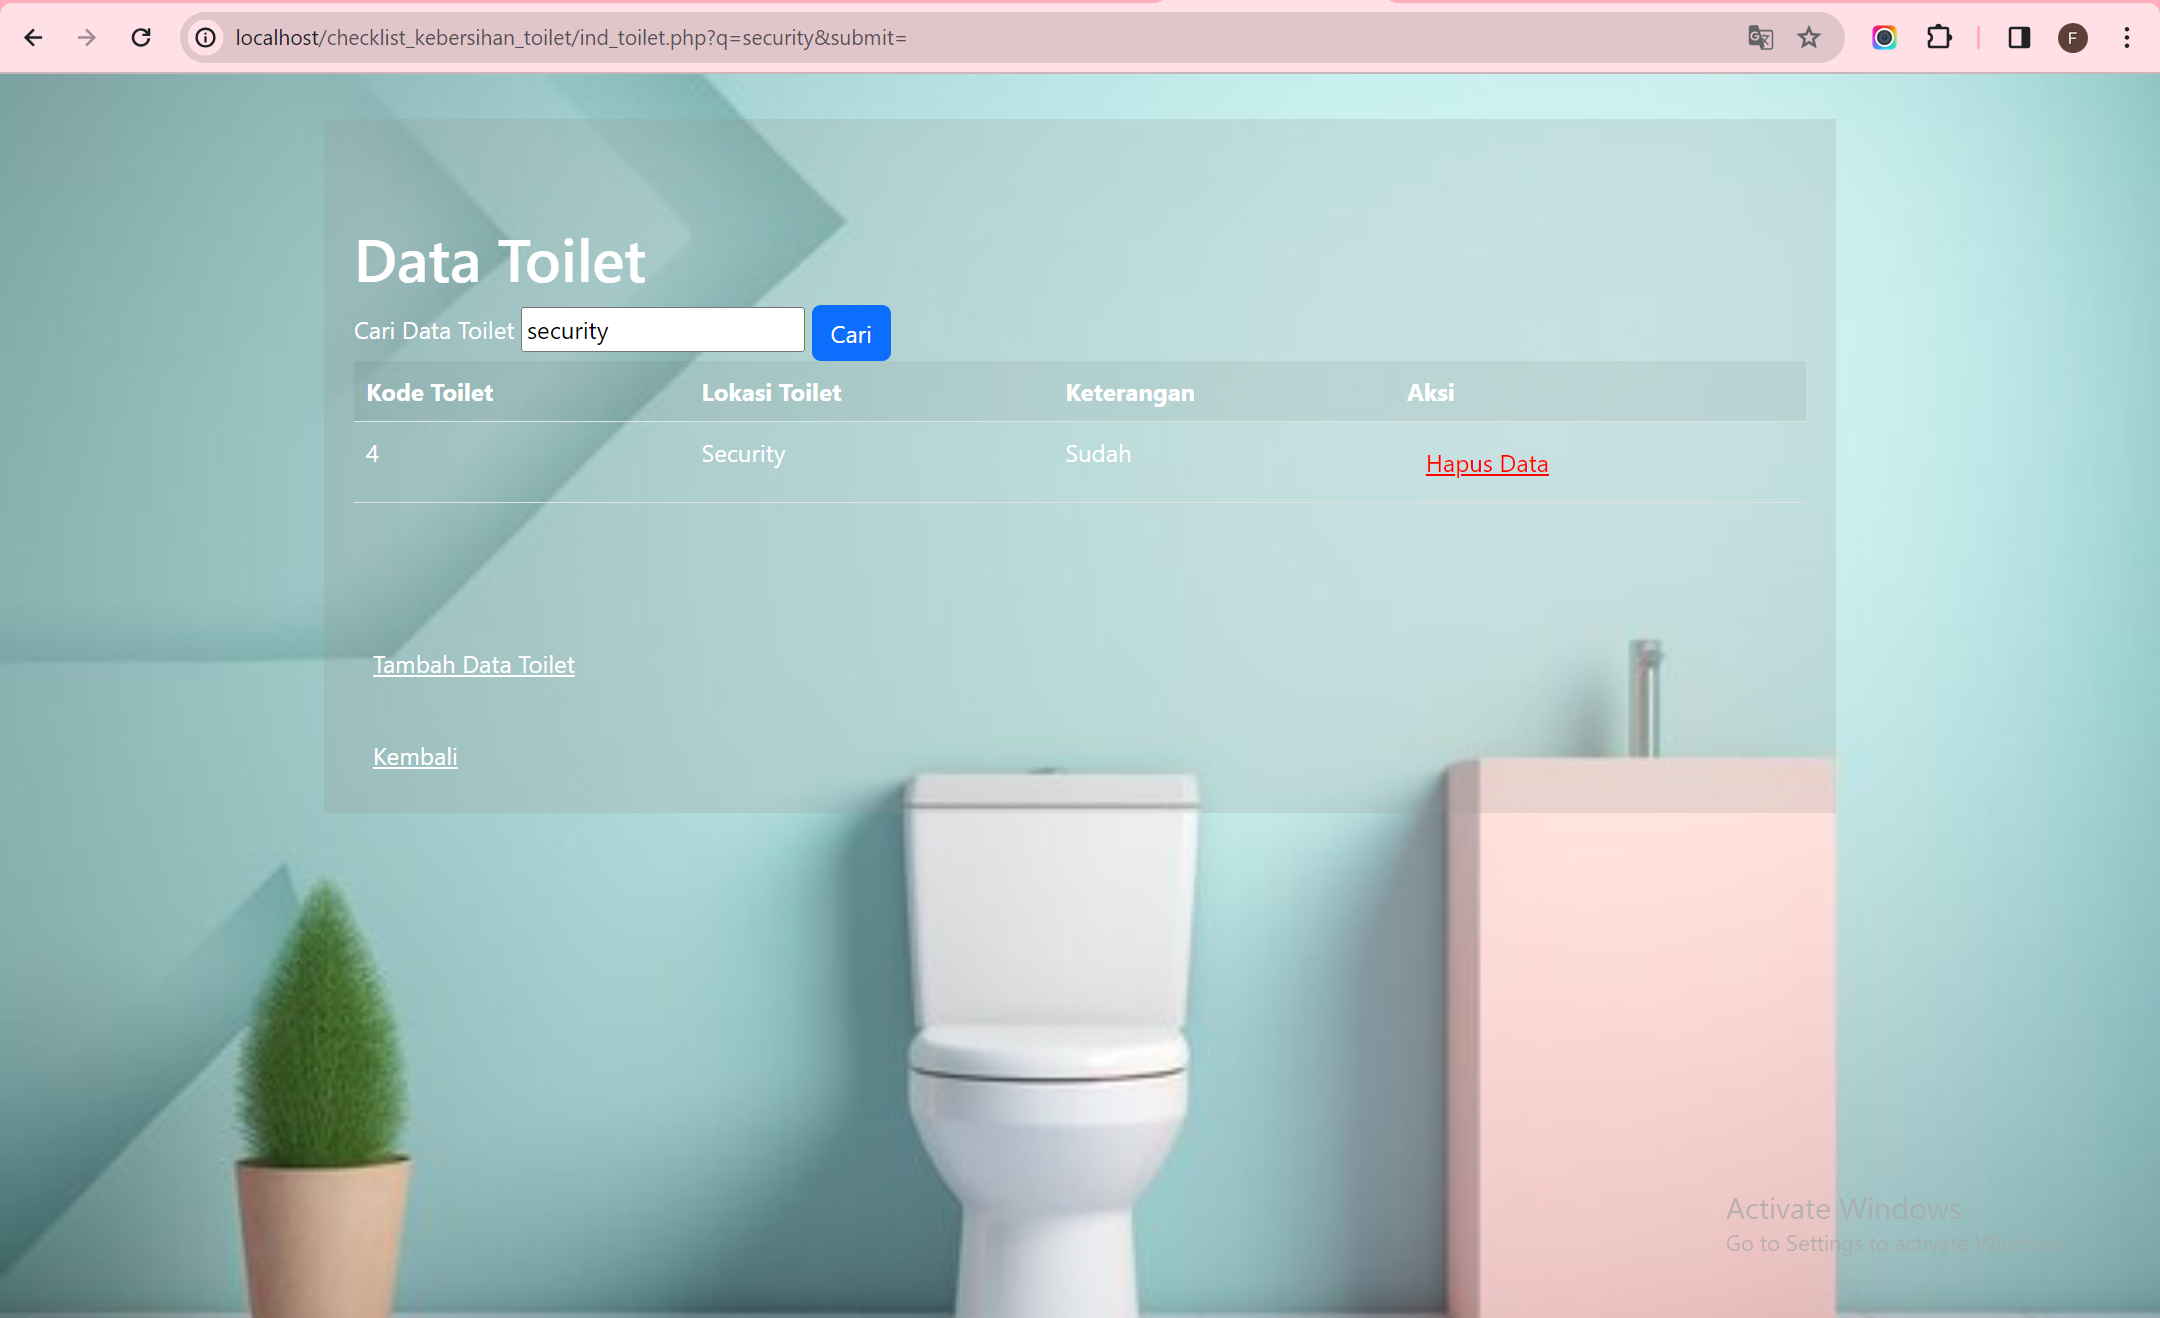 localhost/checklist_kebersihan_toilet/ind_toilet.php?q=security&submit=
F
Data Toilet
Cari Data Toilet security Cari
Kode Toilet Lokasi Toilet Keterangan Aksi
4 Security Sudah Hapus Data
Tambah Data Toilet
Kembali
Activate Windows
Go to Settings to activate Windows.